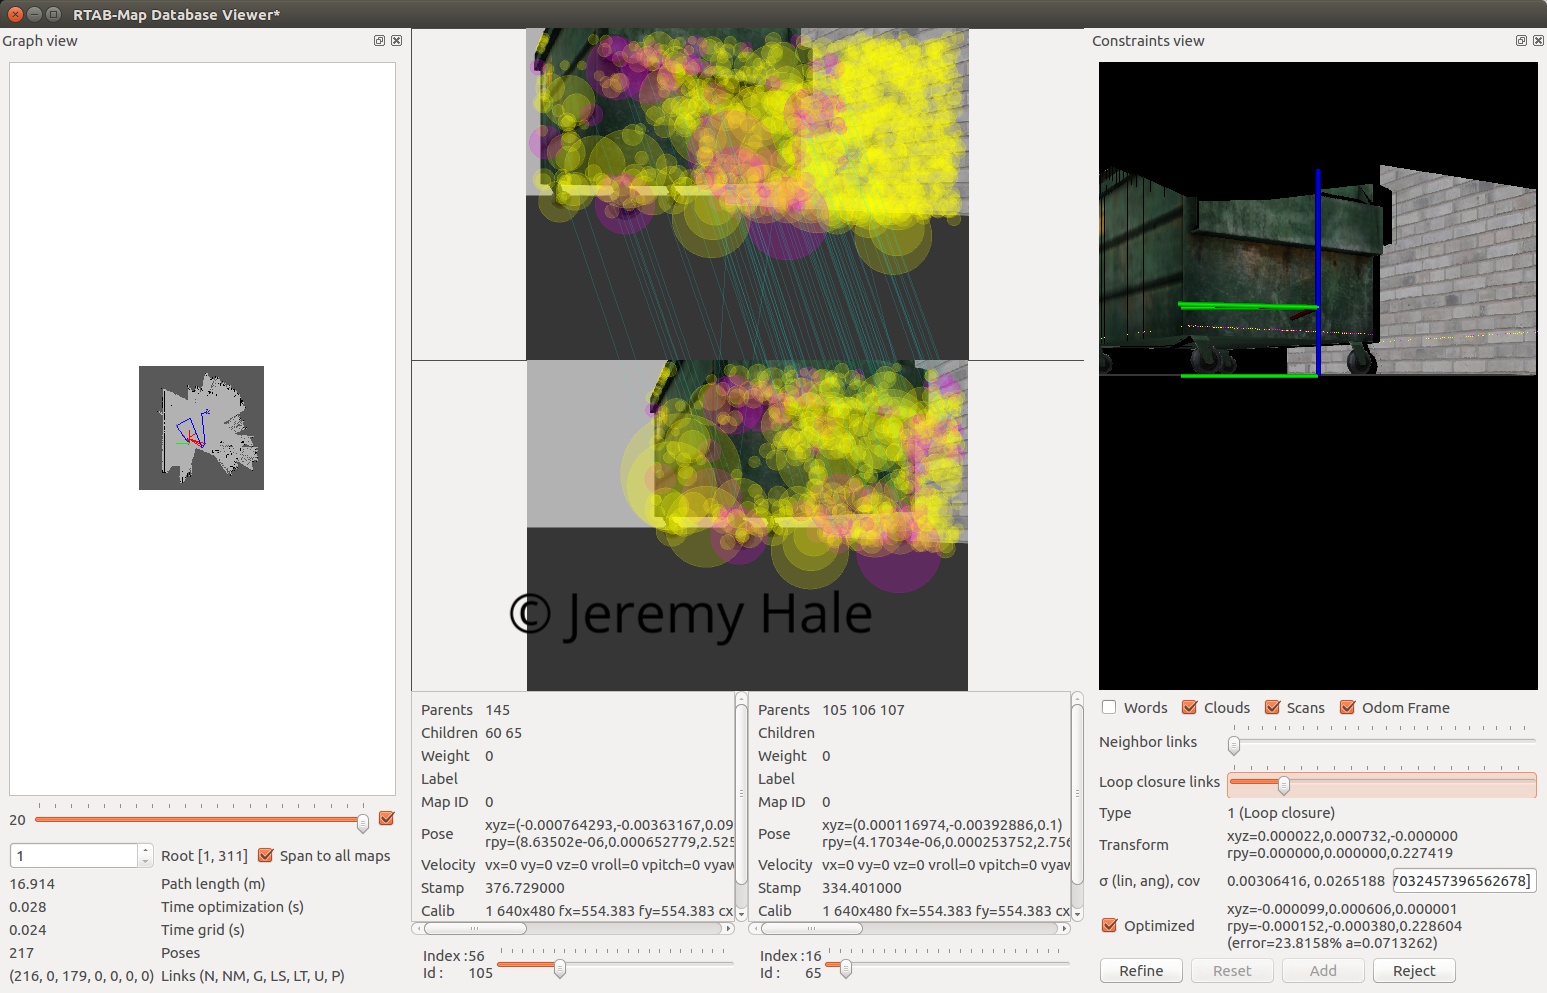 RTAB-Map Database Viewer*
Graph view
Constraints view
© Jeremy Hale
20
1
Root [1, 311]
Span to all maps
16.914 Path length (m)
0.028 Time optimization (s)
0.024 Time grid (s)
217 Poses
(216, 0, 179, 0, 0, 0, 0) Links (N, NM, G, LS, LT, U, P)
Parents 145
Children 60 65
Weight 0
Label
Map ID 0
Pose xyz=(-0.000764293,-0.00363167,0.09
rpy=(8.63502e-06,0.000652779,2.525
Velocity vx=0 vy=0 vz=0 vroll=0 vpitch=0 vyaw
Stamp 376.729000
Calib 1 640x480 fx=554.383 fy=554.383 cx
Index :56
Id : 105
Parents 105 106 107
Children
Weight 0
Label
Map ID 0
Pose xyz=(0.000116974,-0.00392886,0.1)
rpy=(4.17034e-06,0.000253752,2.756
Velocity vx=0 vy=0 vz=0 vroll=0 vpitch=0 vyaw
Stamp 334.401000
Calib 1 640x480 fx=554.383 fy=554.383 cx
Index :16
Id : 65
Words Clouds Scans Odom Frame
Neighbor links
Loop closure links
Type 1 (Loop closure)
Transform xyz=0.000022,0.000732,-0.000000
rpy=0.000000,0.000000,0.227419
σ (lin, ang), cov 0.00306416, 0.0265188 7032457396562678]
Optimized xyz=-0.000099,0.000606,0.000001
rpy=-0.000152,-0.000380,0.228604
(error=23.8158% a=0.0713262)
Refine Reset Add Reject